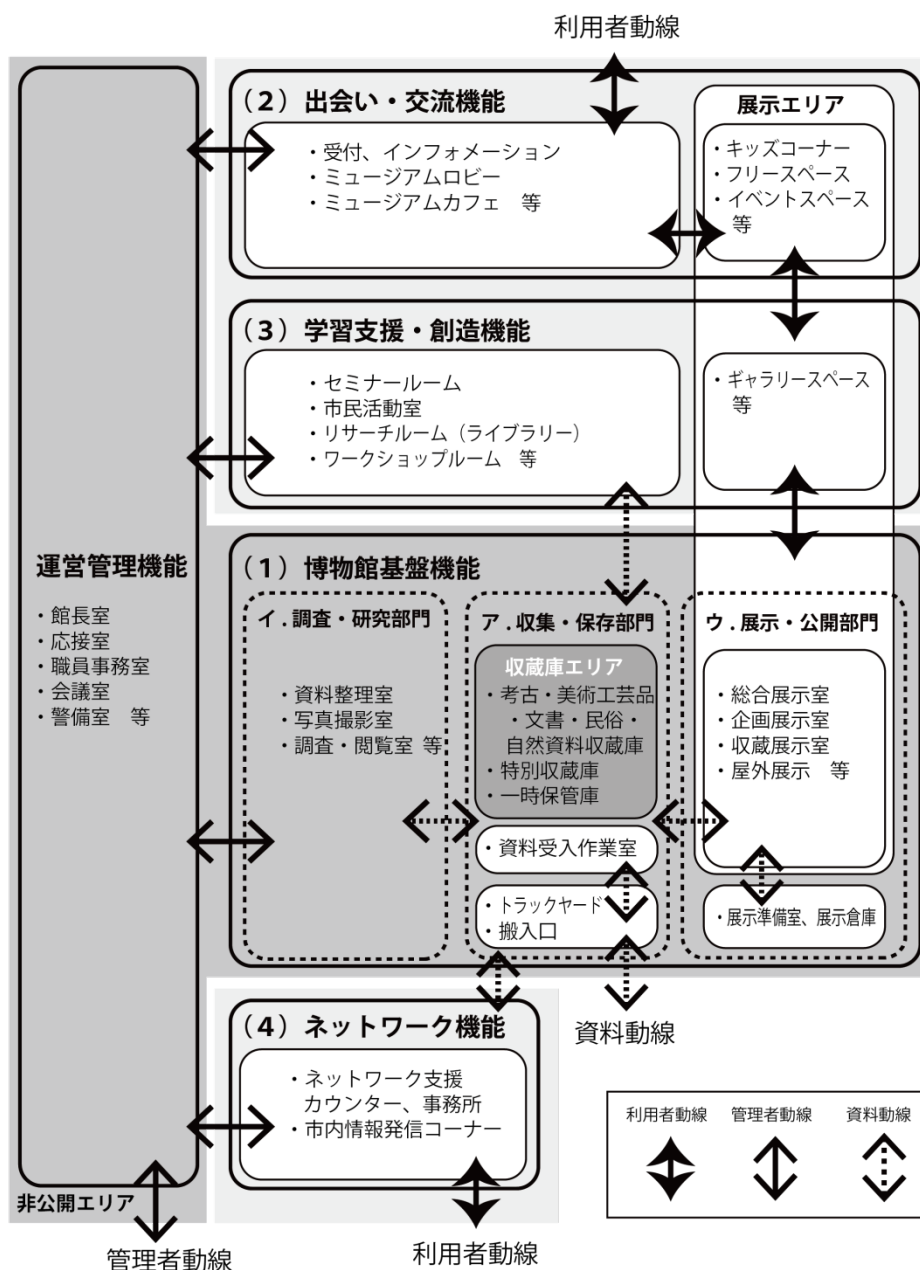 利用者動線
（2）出会い・交流機能
・受付、インフォメーション
・ミュージアムロビー
・ミュージアムカフェ　等
展示エリア
・キッズコーナー
・フリースペース
・イベントスペース
等
（3）学習支援・創造機能
・セミナールーム
・市民活動室
・リサーチルーム（ライブラリー）
・ワークショップルーム　等
・ギャラリースペース
等
運営管理機能
・館長室
・応接室
・職員事務室
・会議室
・警備室　等
（1）博物館基盤機能
イ．調査・研究部門
・資料整理室
・写真撮影室
・調査・閲覧室 等
ア．収集・保存部門
収蔵庫エリア
・考古・美術工芸品
・文書・民俗・
自然資料収蔵庫
・特別収蔵庫
・一時保管庫
・資料受入作業室
・トラックヤード
・搬入口
ウ．展示・公開部門
・総合展示室
・企画展示室
・収蔵展示室
・屋外展示　等
・展示準備室、展示倉庫
（4）ネットワーク機能
・ネットワーク支援
カウンター、事務所
・市内情報発信コーナー
資料動線
利用者動線
管理者動線
資料動線
非公開エリア
管理者動線
利用者動線